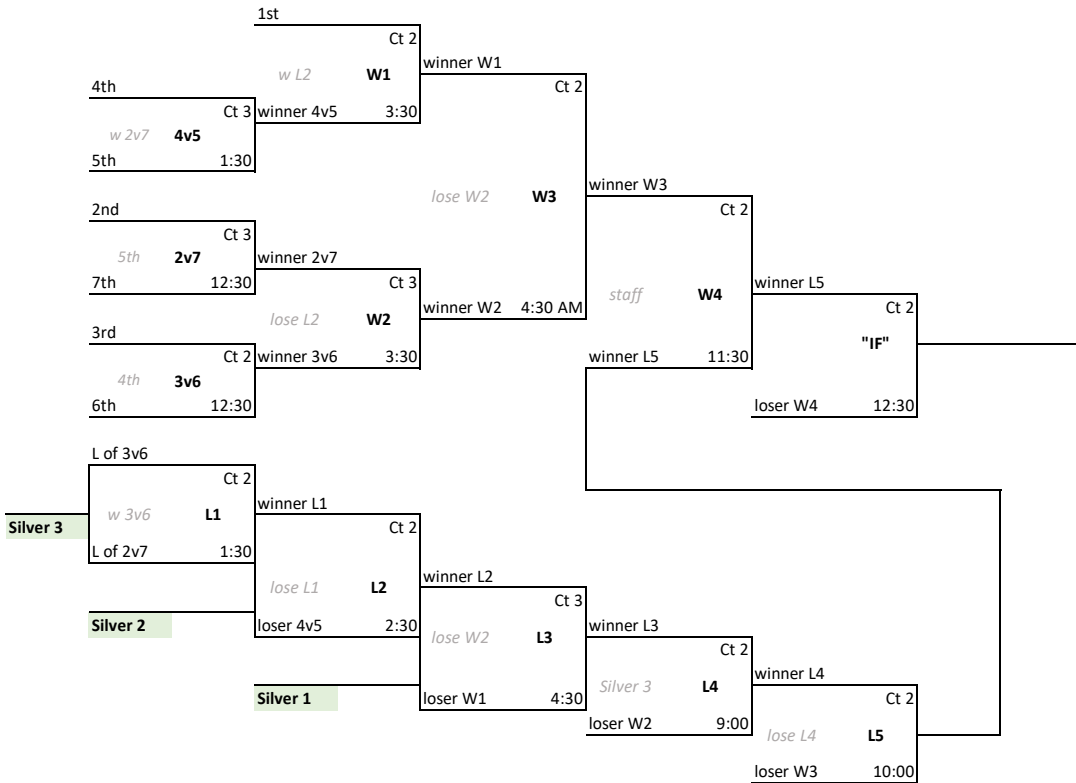 1st
Ct 2
w L2 W1
winner 4v5 3:30
winner W1
4th
Ct 3
w 2v7 4v5
5th 1:30
Ct 2
lose W2 W3
winner W2 4:30 AM
2nd
Ct 3
5th 2v7
7th 12:30
winner 2v7
Ct 3
lose L2 W2
winner 3v6 3:30
3rd
Ct 2
4th 3v6
6th 12:30
winner W3
Ct 2
staff W4
winner L5 11:30
winner L5
Ct 2
"IF"
loser W4 12:30
L of 3v6
Ct 2
w 3v6 L1
L of 2v7 1:30
Silver 3
winner L1
Ct 2
lose L1 L2
loser 4v5 2:30
Silver 2
winner L2
Ct 3
lose W2 L3
loser W1 4:30
Silver 1
winner L3
Ct 2
Silver 3 L4
loser W2 9:00
winner L4
Ct 2
lose L4 L5
loser W3 10:00